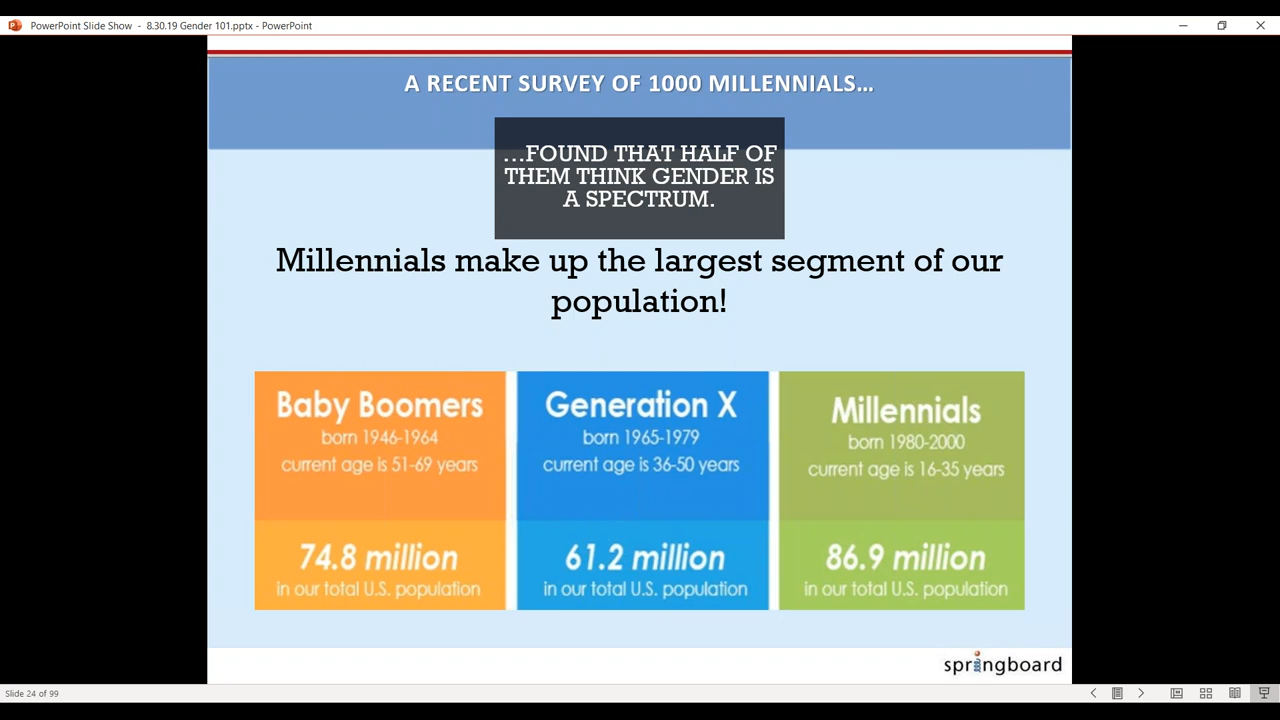 PowerPoint Slide Show - 8.30.19 Gender 101.pptx - PowerPoint
A RECENT SURVEY OF 1000 MILLENNIALS…
…FOUND THAT HALF OF
THEM THINK GENDER IS
A SPECTRUM.
Millennials make up the largest segment of our
population!
Baby Boomers
born 1946-1964
current age is 51-69 years
74.8 million
in our total U.S. population
Generation X
born 1965-1979
current age is 36-50 years
61.2 million
in our total U.S. population
Millennials
born 1980-2000
current age is 16-35 years
86.9 million
in our total U.S. population
springboard
Slide 24 of 99